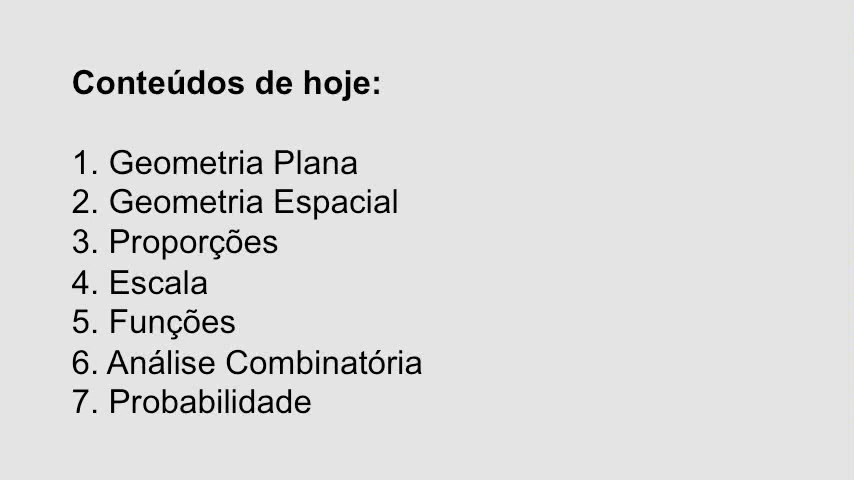 Conteúdos de hoje:
1. Geometria Plana
2. Geometria Espacial
3. Proporções
4. Escala
5. Funções
6. Análise Combinatória
7. Probabilidade